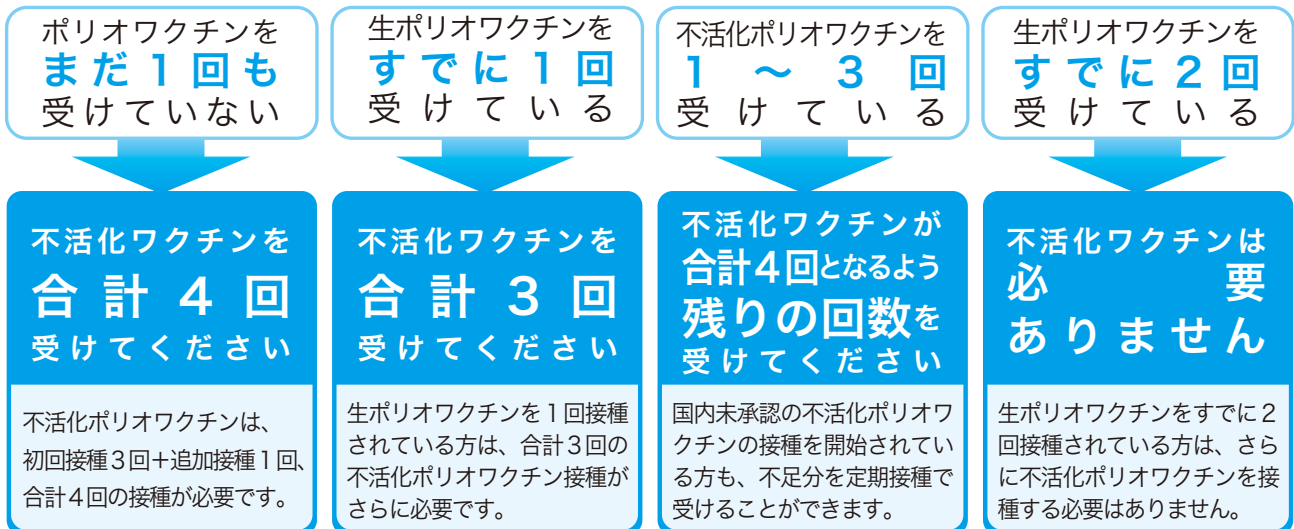 ポリオワクチンを
まだ１回も
受けていない
不活化ワクチンを
合計４回
受けてください
不活化ポリオワクチンは、
初回接種３回＋追加接種１回、
合計４回の接種が必要です。
生ポリオワクチンを
すでに１回
受けている
不活化ワクチンを
合計３回
受けてください
生ポリオワクチンを１回接種
されている方は、合計３回の
不活化ポリオワクチン接種が
さらに必要です。
不活化ポリオワクチンを
１～３回
受けている
不活化ワクチンが
合計４回となるよう
残りの回数を
受けてください
国内未承認の不活化ポリオワ
クチンの接種を開始されてい
る方も、不足分を定期接種で
受けることができます。
生ポリオワクチンを
すでに２回
受けている
不活化ワクチンは
必要
ありません
生ポリオワクチンをすでに２
回接種されている方は、さら
に不活化ポリオワクチンを接
種する必要はありません。